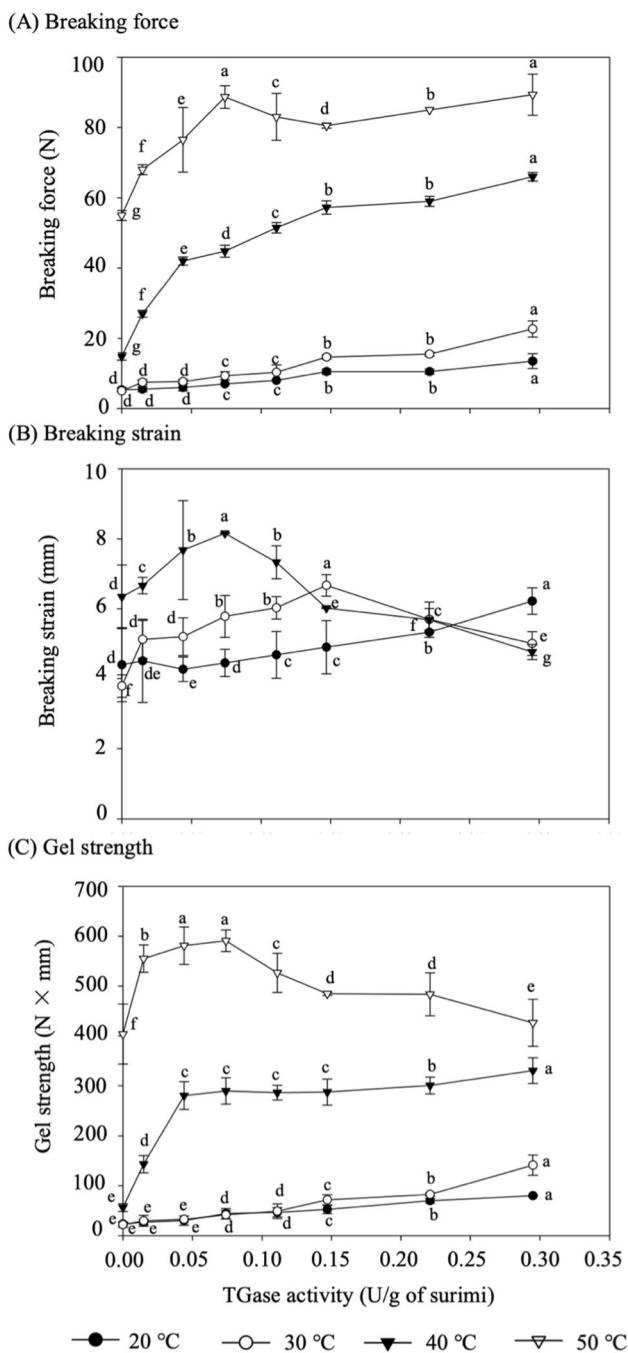 (A) Breaking force
100
80
60
40
20
0
Breaking force (N)
g f e a c d b a
g f e d c b b a
d d d c c b b a
d d d c c b b a
(B) Breaking strain
10
8
6
4
2
0
Breaking strain (mm)
d c b a b e f g
f d d b b a c e
d de e d c c b a
(C) Gel strength
700
600
500
400
300
200
100
0
Gel strength (N × mm)
f b a a c d d e
e d c c c c b a
e e e d d c b a
e e e d d c b a
0.00 0.05 0.10 0.15 0.20 0.25 0.30 0.35
TGase activity (U/g of surimi)
20 °C 30 °C 40 °C 50 °C